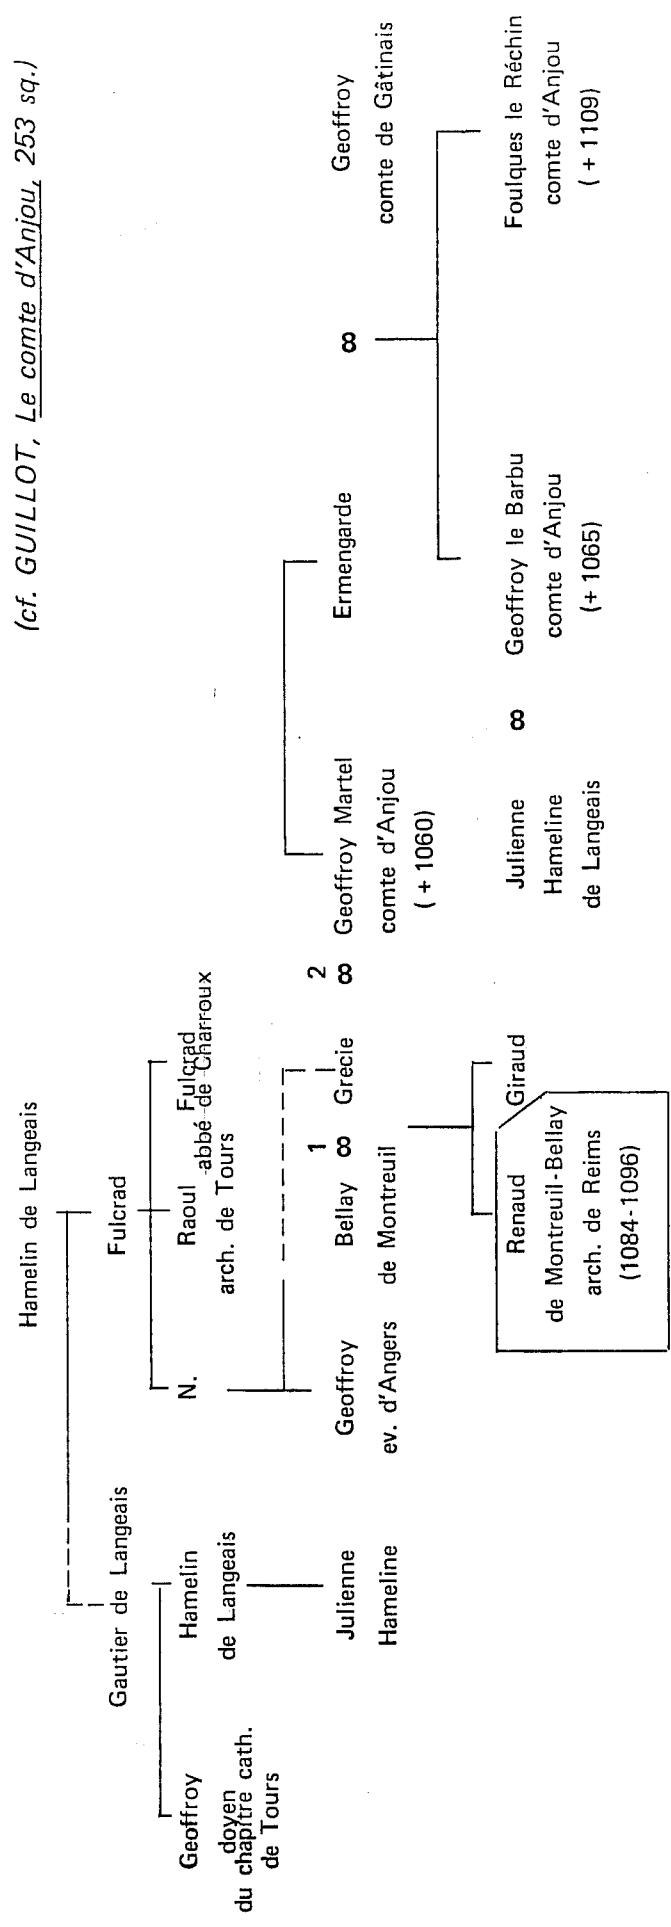 (cf. GUILLOT, Le comte d'Anjou, 253 sq.)
Hamelin de Langeais
Gautier de Langeais
Fulcrad
Geoffroy
doyen
du chapître cath.
de Tours
Hamelin
de Langeais
N.
Raoul
arch. de Tours
Fulcrad
abbé de Charroux
Julienne
Hameline
Geoffroy
ev. d'Angers
Bellay
de Montreuil
1
∞
Grecie
2
∞
Geoffroy Martel
comte d'Anjou
(+ 1060)
Ermengarde
∞
Geoffroy
comte de Gâtinais
Renaud
de Montreuil-Bellay
arch. de Reims
(1084-1096)
Giraud
Julienne
Hameline
de Langeais
∞
Geoffroy le Barbu
comte d'Anjou
(+ 1065)
Foulques le Réchin
comte d'Anjou
(+ 1109)